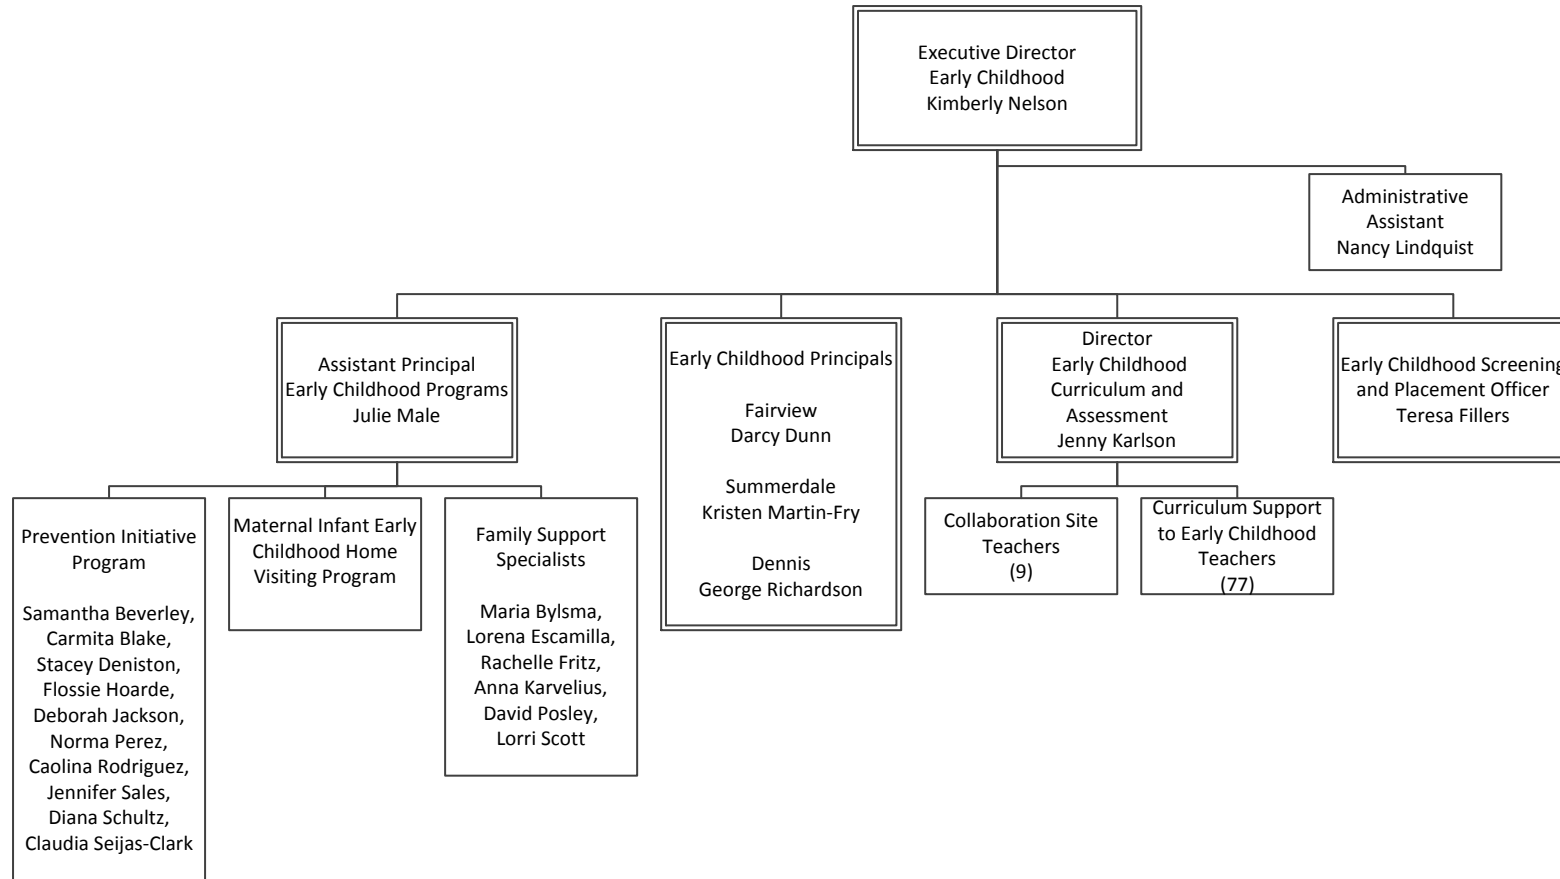 Executive Director
Early Childhood
Kimberly Nelson
Administrative
Assistant
Nancy Lindquist
Assistant Principal
Early Childhood Programs
Julie Male
Early Childhood Principals
Fairview
Darcy Dunn
Summerdale
Kristen Martin-Fry
Dennis
George Richardson
Director
Early Childhood
Curriculum and
Assessment
Jenny Karlson
Early Childhood Screening
and Placement Officer
Teresa Fillers
Prevention Initiative
Program
Samantha Beverley,
Carmita Blake,
Stacey Deniston,
Flossie Hoarde,
Deborah Jackson,
Norma Perez,
Caolina Rodriguez,
Jennifer Sales,
Diana Schultz,
Claudia Seijas-Clark
Maternal Infant Early
Childhood Home
Visiting Program
Family Support
Specialists
Maria Bylsma,
Lorena Escamilla,
Rachelle Fritz,
Anna Karvelius,
David Posley,
Lorri Scott
Collaboration Site
Teachers
(9)
Curriculum Support
to Early Childhood
Teachers
(77)